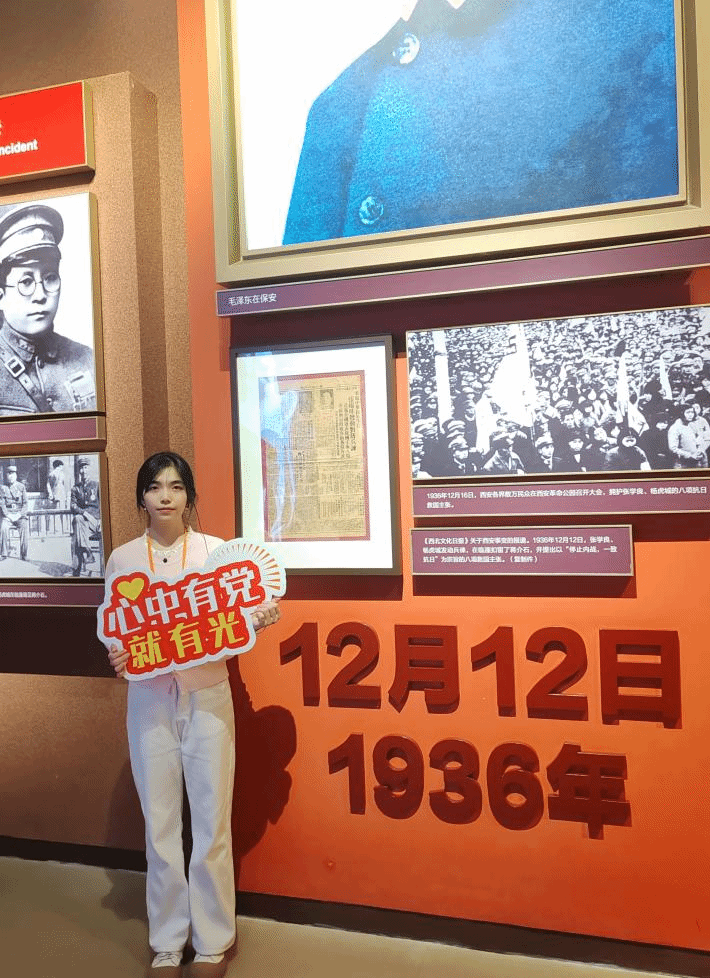 ncident
毛泽东在保安
1936年12月16日，西安各界数万民众在西安革命公园召开大会，拥护张学良、杨虎城的八项抗日
救国主张。
《西北文化日报》关于西安事变的报道。1936年12月12日，张学良、
杨虎城发动兵谏，在临潼扣留了蒋介石，并提出以“停止内战，一致
抗日”为宗旨的八项救国主张。（复制件）
心中有党
就有光
12月12日
1936年